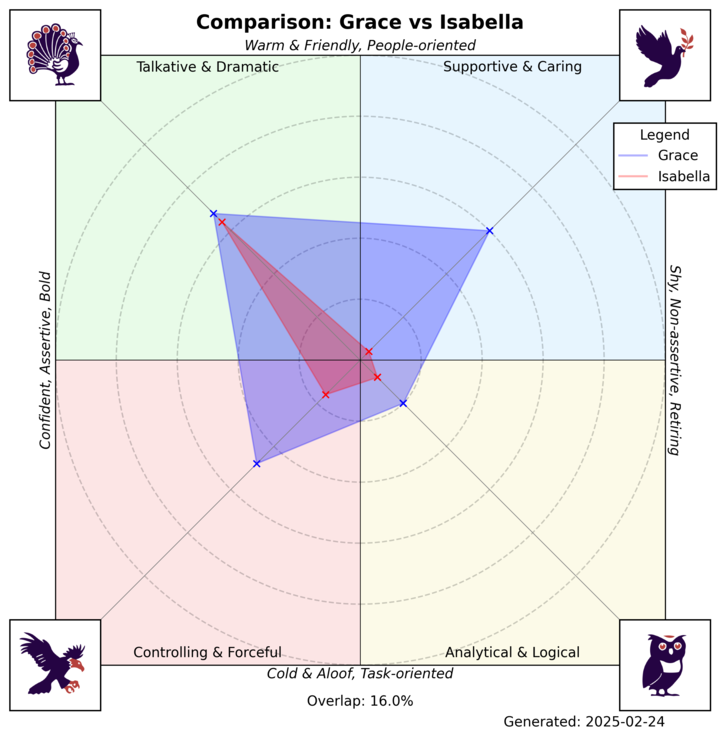 Comparison: Grace vs Isabella
Warm & Friendly, People-oriented
Talkative & Dramatic
Supportive & Caring
Legend
Grace
Isabella
Confident, Assertive, Bold
Shy, Non-assertive, Retiring
Controlling & Forceful
Analytical & Logical
Cold & Aloof, Task-oriented
Overlap: 16.0%
Generated: 2025-02-24